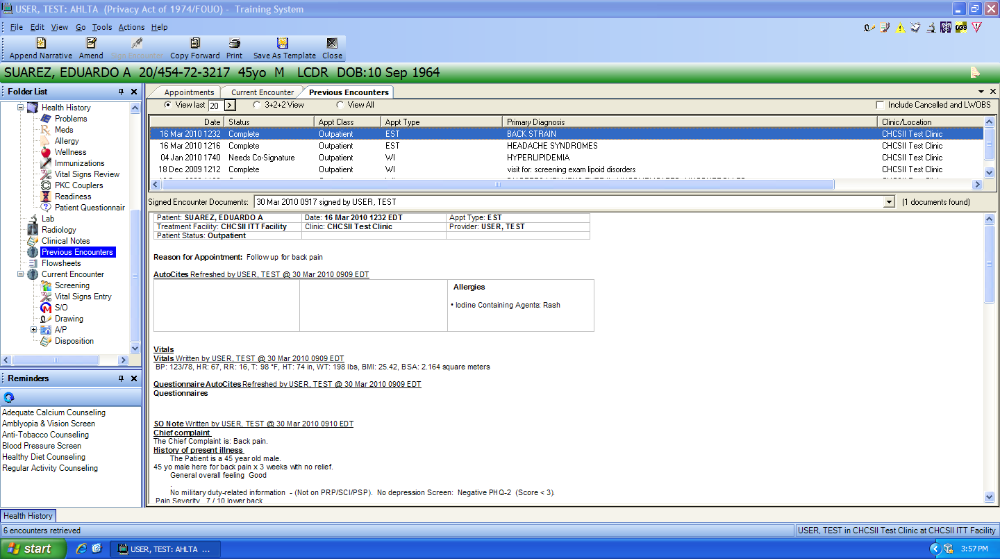 USER, TEST: AHLTA (Privacy Act of 1974/FOUO) - Training System
File Edit View Go Tools Actions Help
Append Narrative Amend Sign Encounter Copy Forward Print Save As Template Close
SUAREZ, EDUARDO A 20/454-72-3217 45yo M LCDR DOB:10 Sep 1964
Folder List
Health History
Problems
Meds
Allergy
Wellness
Immunizations
Vital Signs Review
PKC Couplers
Readiness
Patient Questionnair
Lab
Radiology
Clinical Notes
Previous Encounters
Flowsheets
Current Encounter
Screening
Vital Signs Entry
S/O
Drawing
A/P
Disposition
Reminders
Adequate Calcium Counseling
Amblyopia & Vision Screen
Anti-Tobacco Counseling
Blood Pressure Screen
Healthy Diet Counseling
Regular Activity Counseling
Appointments Current Encounter Previous Encounters
View last 20 3+2+2 View View All Include Cancelled and LWOBS
Date Status Appt Class Appt Type Primary Diagnosis Clinic/Location
16 Mar 2010 1232 Complete Outpatient EST BACK STRAIN CHCSII Test Clinic
16 Mar 2010 1216 Complete Outpatient EST HEADACHE SYNDROMES CHCSII Test Clinic
04 Jan 2010 1740 Needs Co-Signature Outpatient WI HYPERLIPIDEMIA CHCSII Test Clinic
18 Dec 2009 1212 Complete Outpatient WI visit for: screening exam lipoid disorders CHCSII Test Clinic
Signed Encounter Documents: 30 Mar 2010 0917 signed by USER, TEST (1 documents found)
Patient: SUAREZ, EDUARDO A Date: 16 Mar 2010 1232 EDT Appt Type: EST
Treatment Facility: CHCSII ITT Facility Clinic: CHCSII Test Clinic Provider: USER, TEST
Patient Status: Outpatient
Reason for Appointment: Follow up for back pain
AutoCites Refreshed by USER, TEST @ 30 Mar 2010 0909 EDT
Allergies
• Iodine Containing Agents: Rash
Vitals
Vitals Written by USER, TEST @ 30 Mar 2010 0909 EDT
BP: 123/78, HR: 67, RR: 16, T: 98 °F, HT: 74 in, WT: 198 lbs, BMI: 25.42, BSA: 2.164 square meters
Questionnaire AutoCites Refreshed by USER, TEST @ 30 Mar 2010 0909 EDT
Questionnaires
SO Note Written by USER, TEST @ 30 Mar 2010 0910 EDT
Chief complaint
The Chief Complaint is: Back pain.
History of present illness
The Patient is a 45 year old male.
45 yo male here for back pain x 3 weeks with no relief.
General overall feeling Good
.
No military duty-related information - (Not on PRP/SCI/PSP). No depression Screen: Negative PHQ-2 (Score < 3).
Pain Severity 7 / 10 lower back
Health History
6 encounters retrieved USER, TEST in CHCSII Test Clinic at CHCSII ITT Facility
start USER, TEST: AHLTA ... 3:57 PM